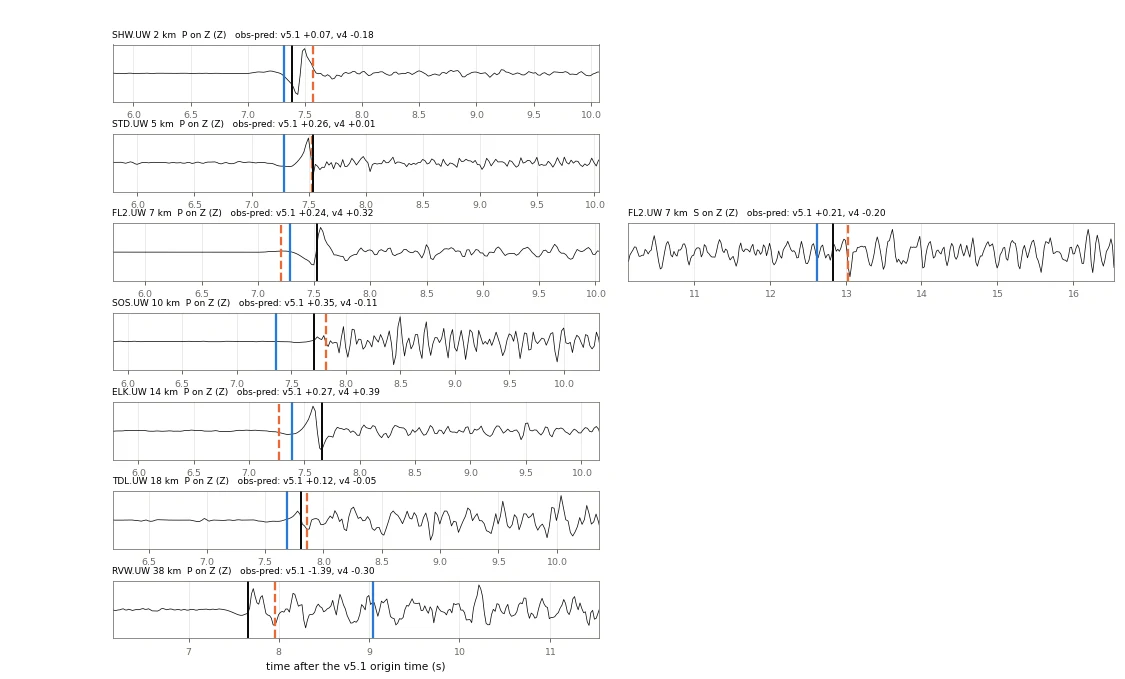 SHW.UW 2 km  P on Z (Z)   obs-pred: v5.1 +0.07, v4 -0.18
6.0 6.5 7.0 7.5 8.0 8.5 9.0 9.5 10.0
STD.UW 5 km  P on Z (Z)   obs-pred: v5.1 +0.26, v4 +0.01
6.0 6.5 7.0 7.5 8.0 8.5 9.0 9.5 10.0
FL2.UW 7 km  P on Z (Z)   obs-pred: v5.1 +0.24, v4 +0.32
6.0 6.5 7.0 7.5 8.0 8.5 9.0 9.5 10.0
FL2.UW 7 km  S on Z (Z)   obs-pred: v5.1 +0.21, v4 -0.20
11 12 13 14 15 16
SOS.UW 10 km  P on Z (Z)   obs-pred: v5.1 +0.35, v4 -0.11
6.0 6.5 7.0 7.5 8.0 8.5 9.0 9.5 10.0
ELK.UW 14 km  P on Z (Z)   obs-pred: v5.1 +0.27, v4 +0.39
6.0 6.5 7.0 7.5 8.0 8.5 9.0 9.5 10.0
TDL.UW 18 km  P on Z (Z)   obs-pred: v5.1 +0.12, v4 -0.05
6.5 7.0 7.5 8.0 8.5 9.0 9.5 10.0
RVW.UW 38 km  P on Z (Z)   obs-pred: v5.1 -1.39, v4 -0.30
7 8 9 10 11
time after the v5.1 origin time (s)